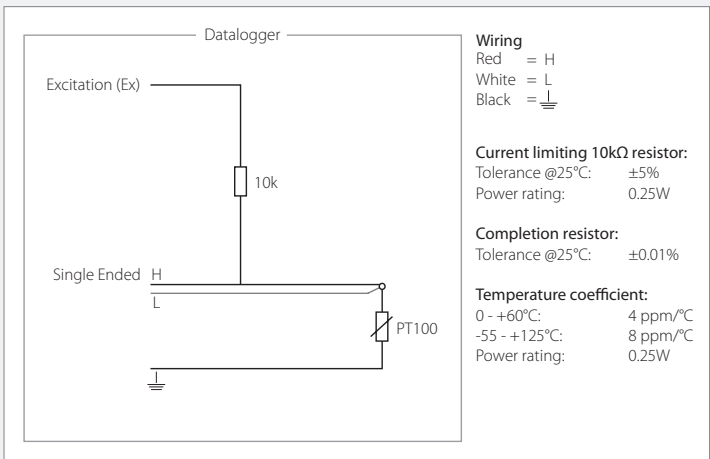 Datalogger
Excitation (Ex)
10k
Single Ended H
L
PT100
Wiring
Red = H
White = L
Black =
Current limiting 10kΩ resistor:
Tolerance @25°C: ±5%
Power rating: 0.25W
Completion resistor:
Tolerance @25°C: ±0.01%
Temperature coefficient:
0 - +60°C: 4 ppm/°C
-55 - +125°C: 8 ppm/°C
Power rating: 0.25W